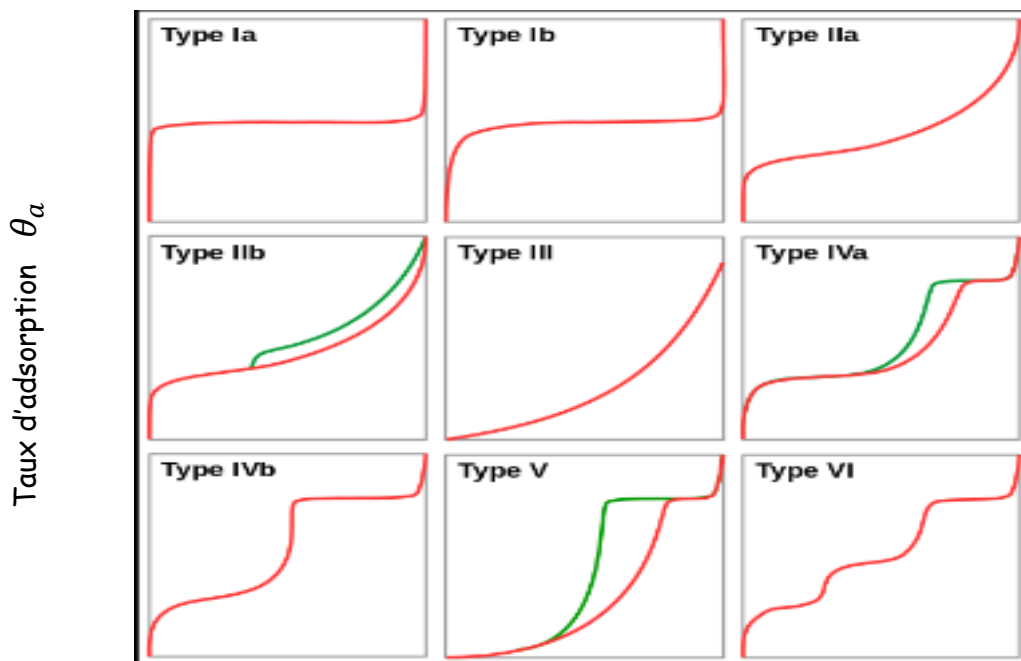 Taux d'adsorption θₐ
Type Ia
Type Ib
Type IIa
Type IIb
Type III
Type IVa
Type IVb
Type V
Type VI